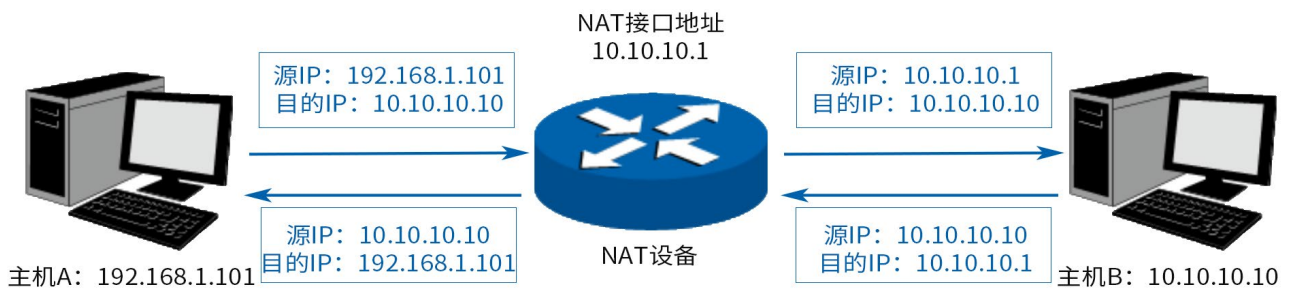 NAT接口地址
10.10.10.1
源IP：192.168.1.101
目的IP：10.10.10.10
源IP：10.10.10.1
目的IP：10.10.10.10
源IP：10.10.10.10
目的IP：192.168.1.101
源IP：10.10.10.10
目的IP：10.10.10.1
NAT设备
主机A：192.168.1.101
主机B：10.10.10.10